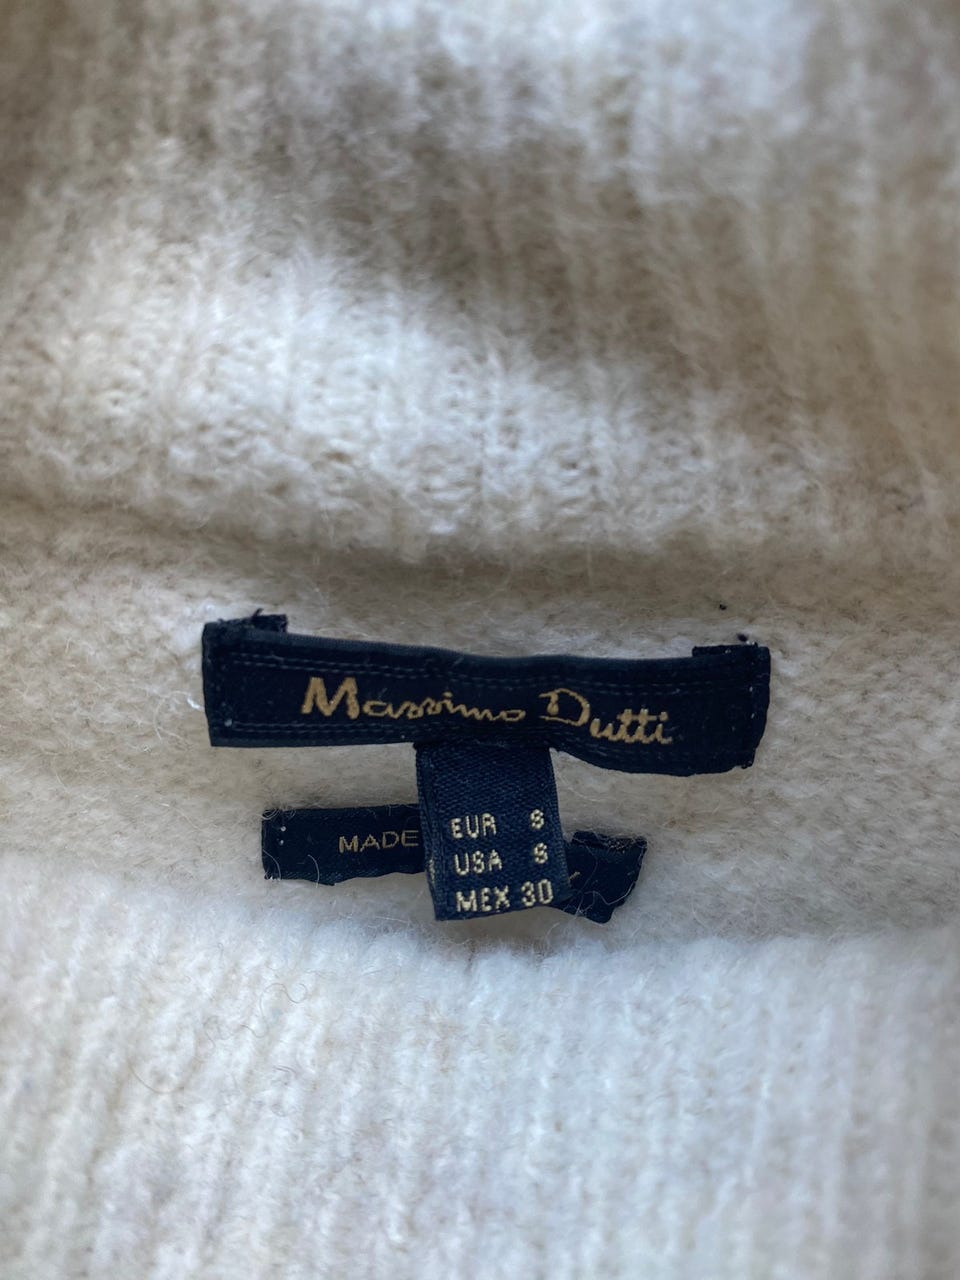 Massimo Dutti
MADE
EUR S
USA S
MEX 30